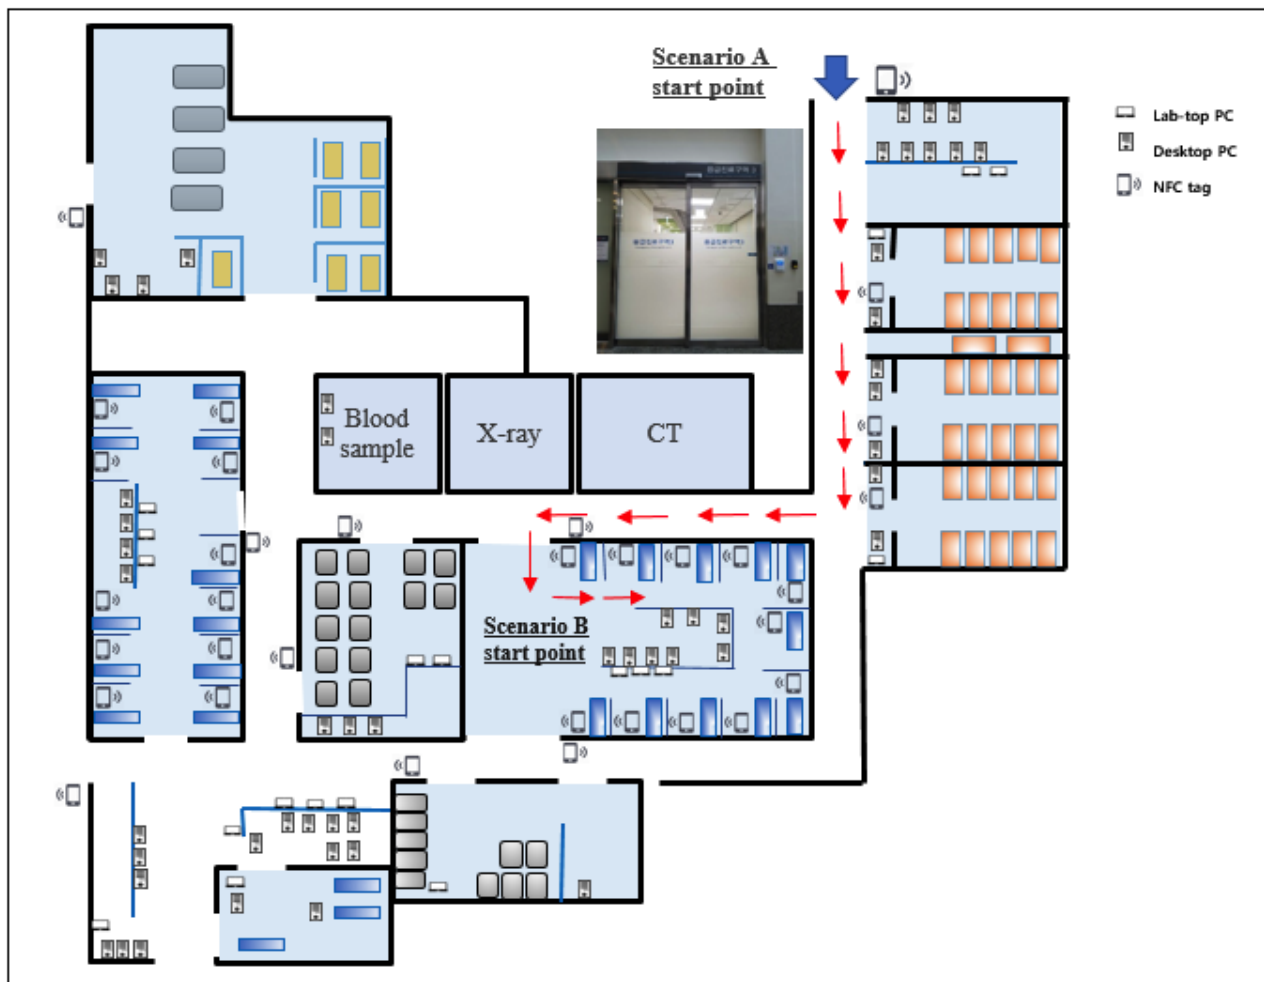 Scenario A
start point
Lab-top PC
Desktop PC
NFC tag
Blood
sample
X-ray
CT
Scenario B
start point